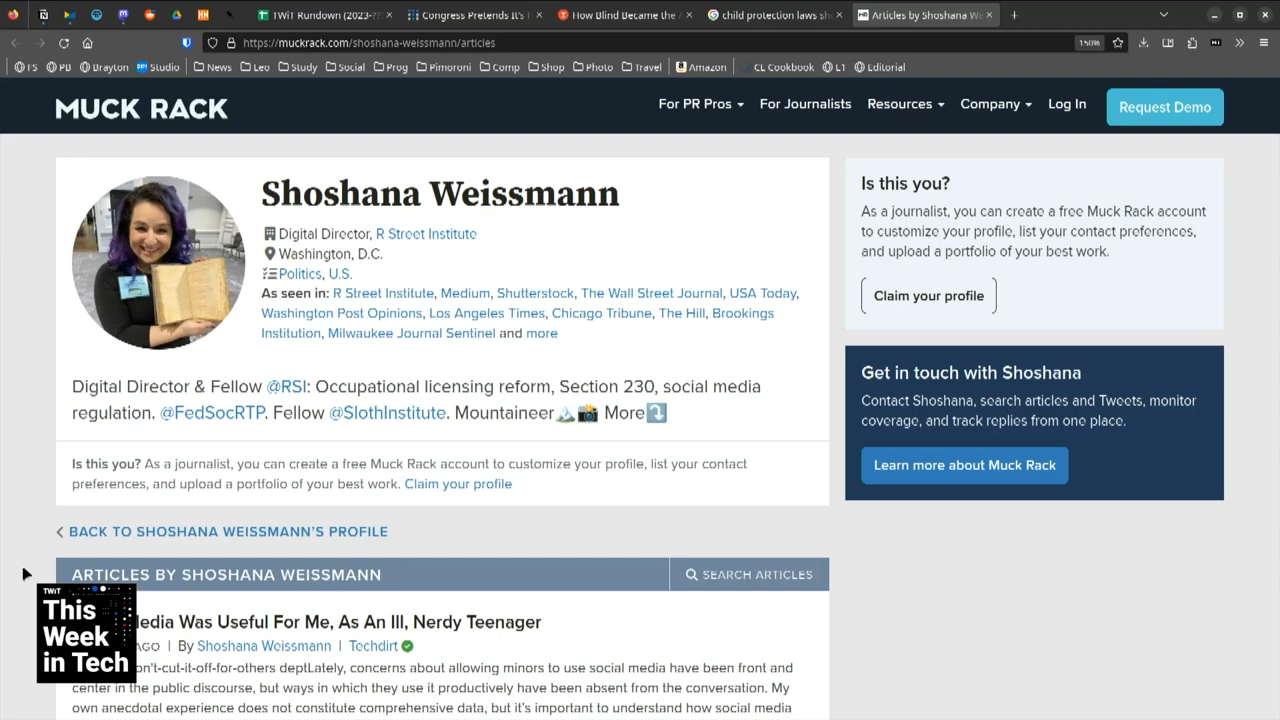 TWiT Rundown (2023-??
Congress Pretends It's I
How Blind Became the A
child protection laws sh
Articles by Shoshana We
https://muckrack.com/shoshana-weissmann/articles
150%
FS PB Brayton Studio News Leo Study Social Prog Pimoroni Comp Shop Photo Travel Amazon CL Cookbook L1 Editorial
MUCK RACK
For PR Pros For Journalists Resources Company Log In Request Demo
Shoshana Weissmann
Digital Director, R Street Institute
Washington, D.C.
Politics, U.S.
As seen in: R Street Institute, Medium, Shutterstock, The Wall Street Journal, USA Today,
Washington Post Opinions, Los Angeles Times, Chicago Tribune, The Hill, Brookings
Institution, Milwaukee Journal Sentinel and more
Digital Director & Fellow @RSI: Occupational licensing reform, Section 230, social media
regulation. @FedSocRTP. Fellow @SlothInstitute. Mountaineer🏔️📸 More⤵️
Is this you? As a journalist, you can create a free Muck Rack account to customize your profile, list your contact
preferences, and upload a portfolio of your best work. Claim your profile
Is this you?
As a journalist, you can create a free Muck Rack account
to customize your profile, list your contact preferences,
and upload a portfolio of your best work.
Claim your profile
Get in touch with Shoshana
Contact Shoshana, search articles and Tweets, monitor
coverage, and track replies from one place.
Learn more about Muck Rack
BACK TO SHOSHANA WEISSMANN'S PROFILE
ARTICLES BY SHOSHANA WEISSMANN
SEARCH ARTICLES
edia Was Useful For Me, As An Ill, Nerdy Teenager
AGO | By Shoshana Weissmann | Techdirt
on't-cut-it-off-for-others deptLately, concerns about allowing minors to use social media have been front and
center in the public discourse, but ways in which they use it productively have been absent from the conversation. My
own anecdotal experience does not constitute comprehensive data, but it's important to understand how social media
TWiT
This
Week
in Tech